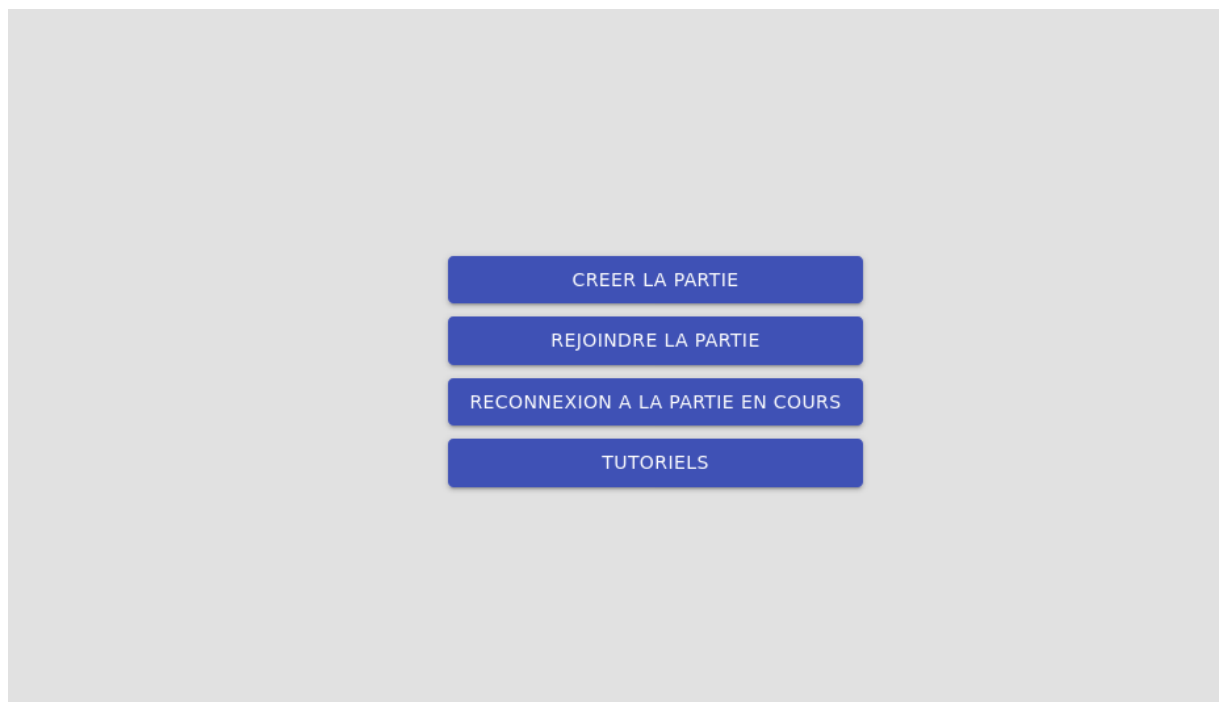 CREER LA PARTIE
REJOINDRE LA PARTIE
RECONNEXION A LA PARTIE EN COURS
TUTORIELS